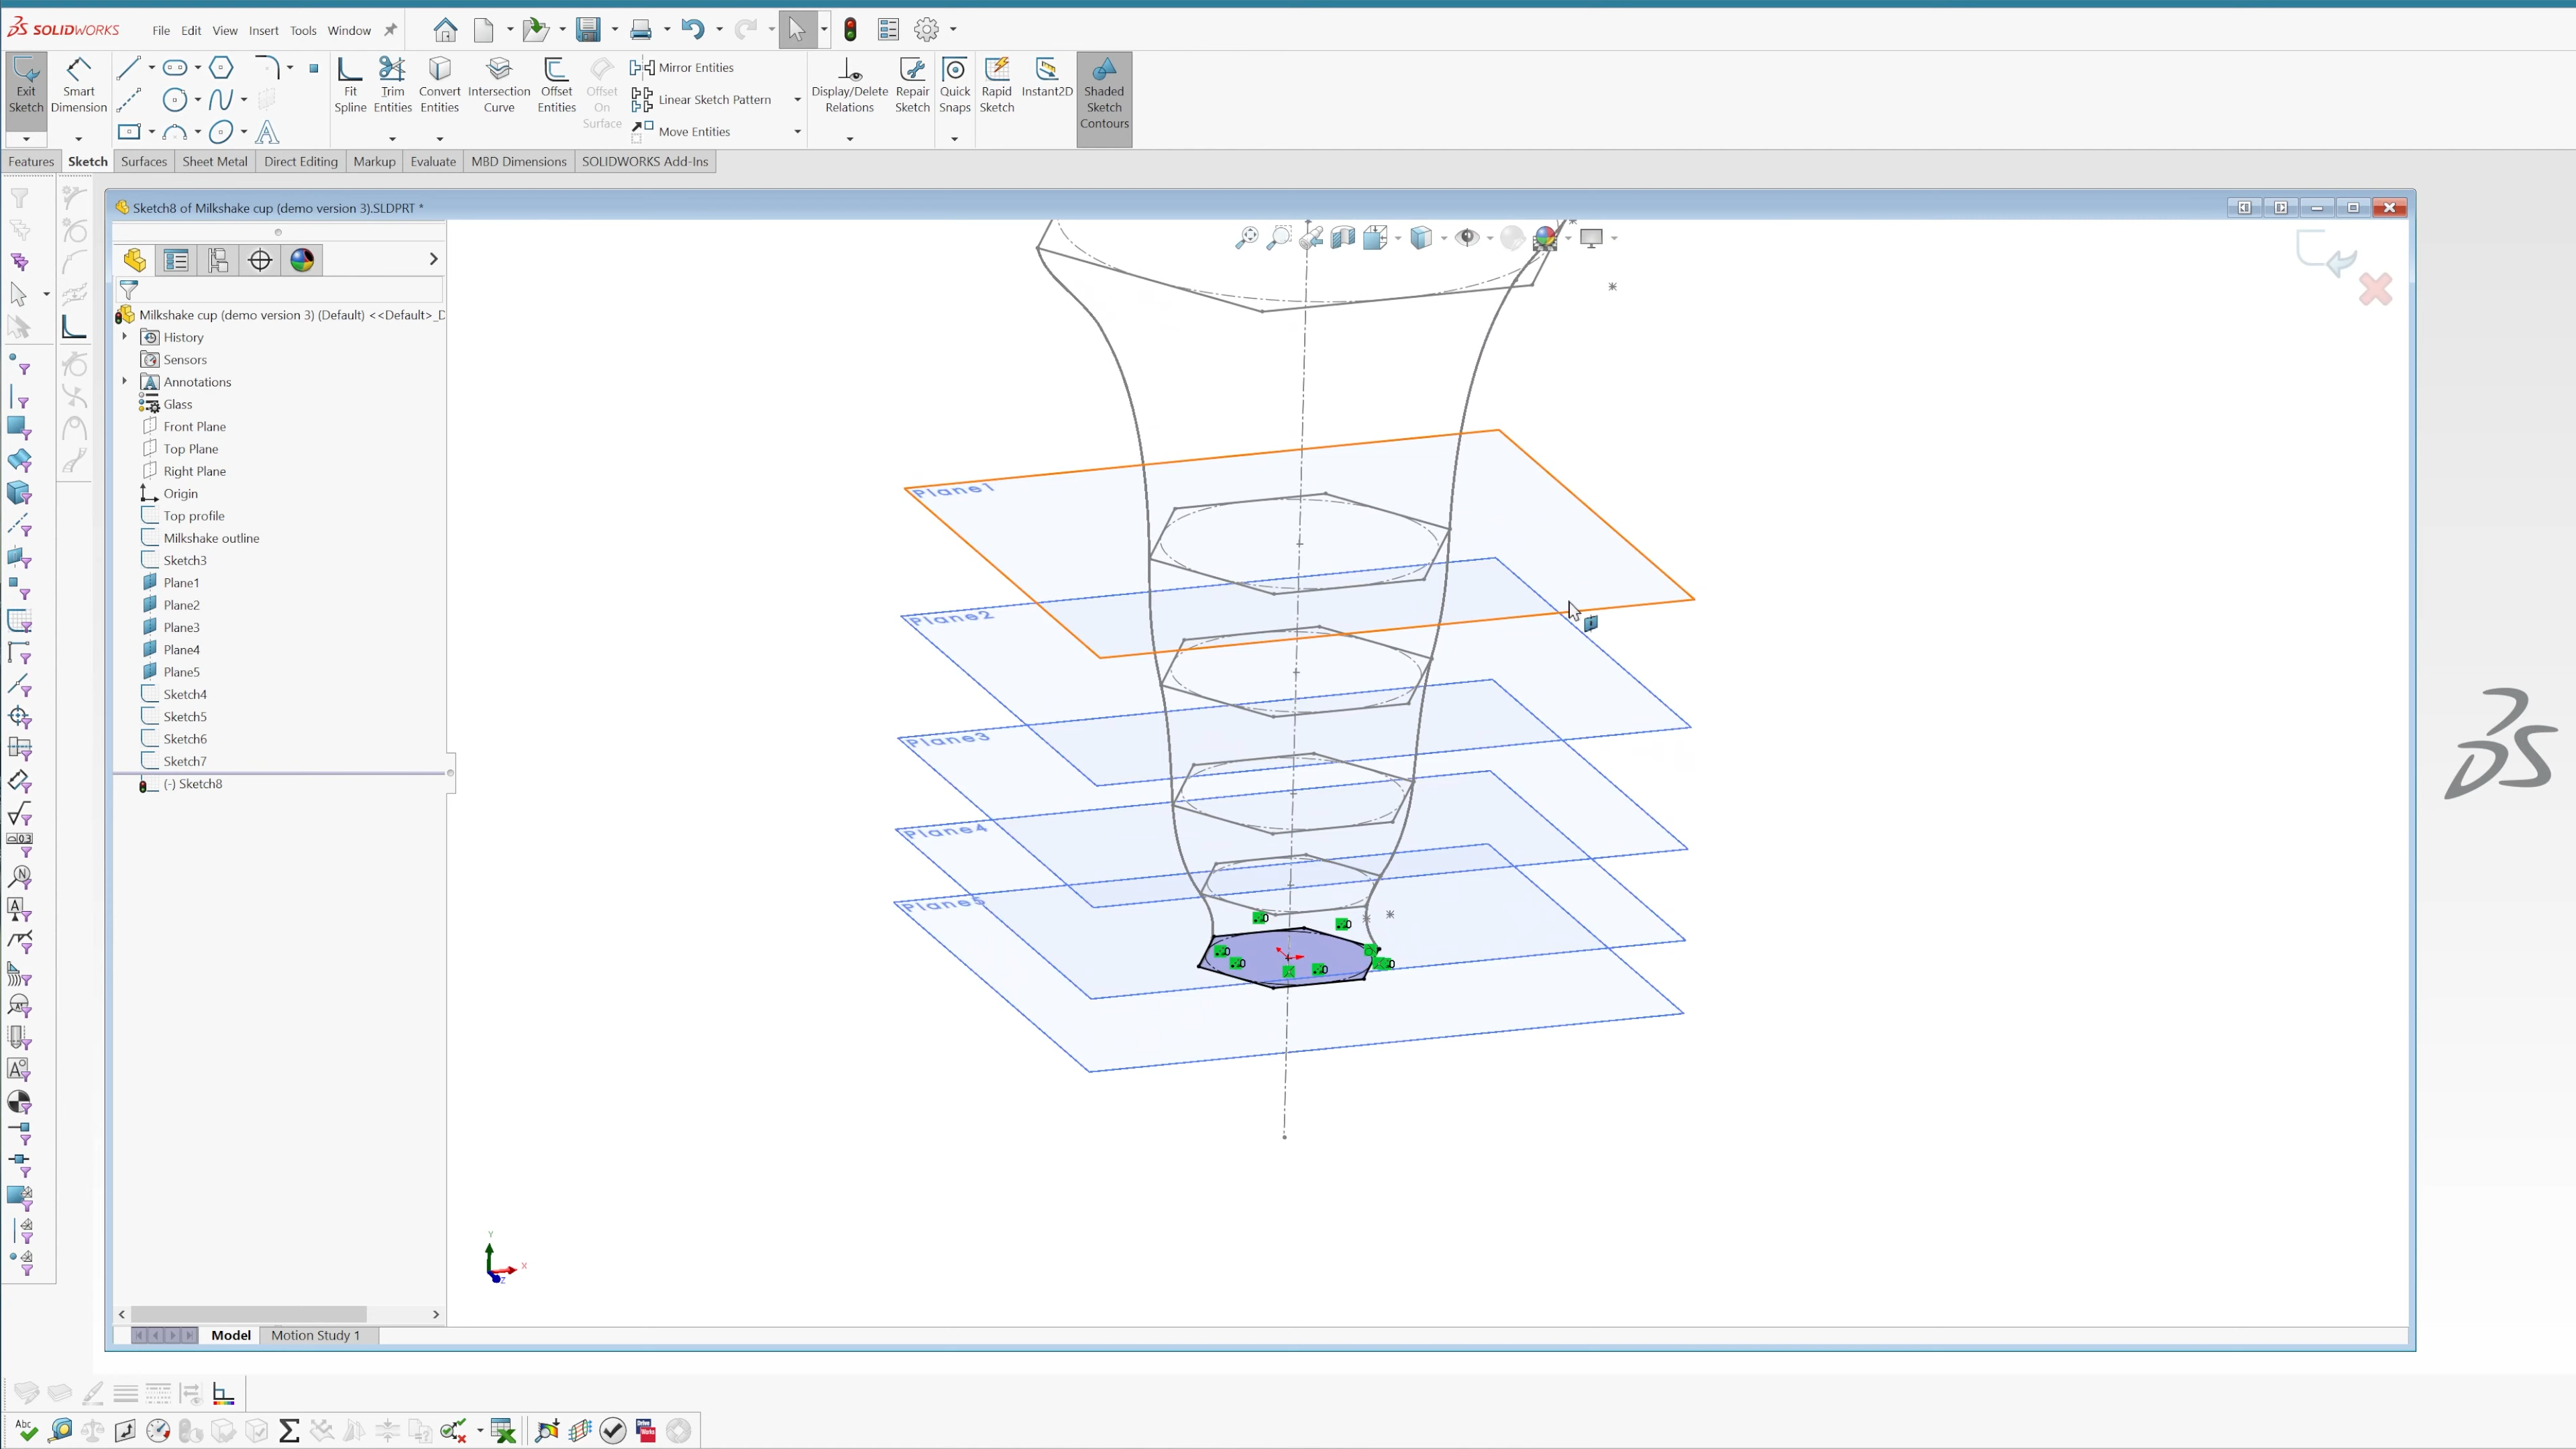 SOLIDWORKS
File Edit View Insert Tools Window
Exit Sketch
Smart Dimension
Fit Spline
Trim Entities
Convert Entities
Intersection Curve
Offset Entities
Offset On Surface
Mirror Entities
Linear Sketch Pattern
Move Entities
Display/Delete Relations
Repair Sketch
Quick Snaps
Rapid Sketch
Instant2D
Shaded Sketch Contours
Features Sketch Surfaces Sheet Metal Direct Editing Markup Evaluate MBD Dimensions SOLIDWORKS Add-Ins
Sketch8 of Milkshake cup (demo version 3).SLDPRT *
Milkshake cup (demo version 3) (Default) <<Default>_D
History
Sensors
Annotations
Glass
Front Plane
Top Plane
Right Plane
Origin
Top profile
Milkshake outline
Sketch3
Plane1
Plane2
Plane3
Plane4
Plane5
Sketch4
Sketch5
Sketch6
Sketch7
(-) Sketch8
Plane1
Plane2
Plane3
Plane4
Plane5
Y
X
Z
Model Motion Study 1
Abc